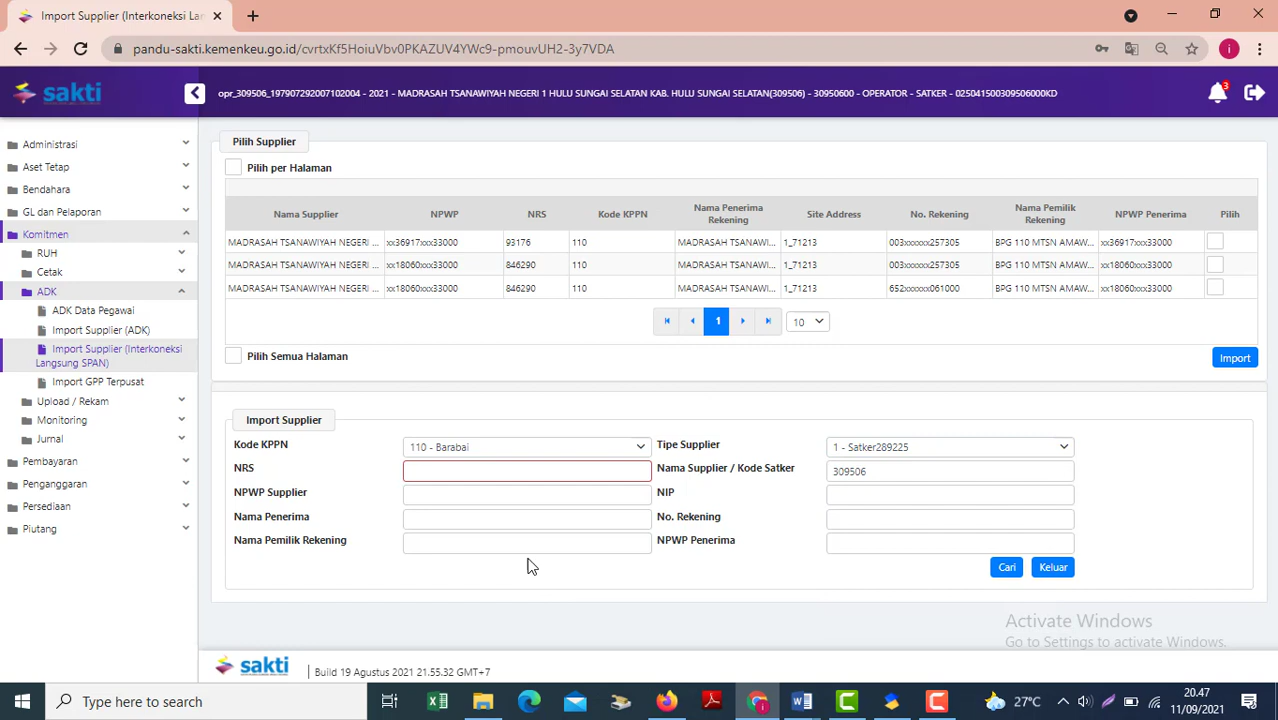 Import Supplier (Interkoneksi La
pandu-sakti.kemenkeu.go.id/cvrtxKf5HoiuVbv0PKAZUV4YWc9-pmouvUH2-3y7VDA
i
sakti
opr_309506_197907292007102004 - 2021 - MADRASAH TSANAWIYAH NEGERI 1 HULU SUNGAI SELATAN KAB. HULU SUNGAI SELATAN(309506) - 30950600 - OPERATOR - SATKER - 025041500309506000KD
3
Administrasi
Aset Tetap
Bendahara
GL dan Pelaporan
Komitmen
RUH
Cetak
ADK
ADK Data Pegawai
Import Supplier (ADK)
Import Supplier (Interkoneksi
Langsung SPAN)
Import GPP Terpusat
Upload / Rekam
Monitoring
Jurnal
Pembayaran
Penganggaran
Persediaan
Piutang
Pilih Supplier
Pilih per Halaman
Nama Supplier NPWP NRS Kode KPPN Nama Penerima Rekening Site Address No. Rekening Nama Pemilik Rekening NPWP Penerima Pilih
MADRASAH TSANAWIYAH NEGERI ... xx36917xxx33000 93176 110 MADRASAH TSANAWI... 1_71213 003xxxxxx257305 BPG 110 MTSN AMAW... xx36917xxx33000
MADRASAH TSANAWIYAH NEGERI ... xx18060xxx33000 846290 110 MADRASAH TSANAWI... 1_71213 003xxxxxx257305 BPG 110 MTSN AMAW... xx18060xxx33000
MADRASAH TSANAWIYAH NEGERI ... xx18060xxx33000 846290 110 MADRASAH TSANAWI... 1_71213 652xxxxxx061000 BPG 110 MTSN AMAW... xx18060xxx33000
1 10
Pilih Semua Halaman
Import
Import Supplier
Kode KPPN 110 - Barabai Tipe Supplier 1 - Satker289225
NRS Nama Supplier / Kode Satker 309506
NPWP Supplier NIP
Nama Penerima No. Rekening
Nama Pemilik Rekening NPWP Penerima
Cari Keluar
Activate Windows
Go to Settings to activate Windows.
sakti Build 19 Agustus 2021 21.55.32 GMT+7
Type here to search
27°C
20.47
11/09/2021